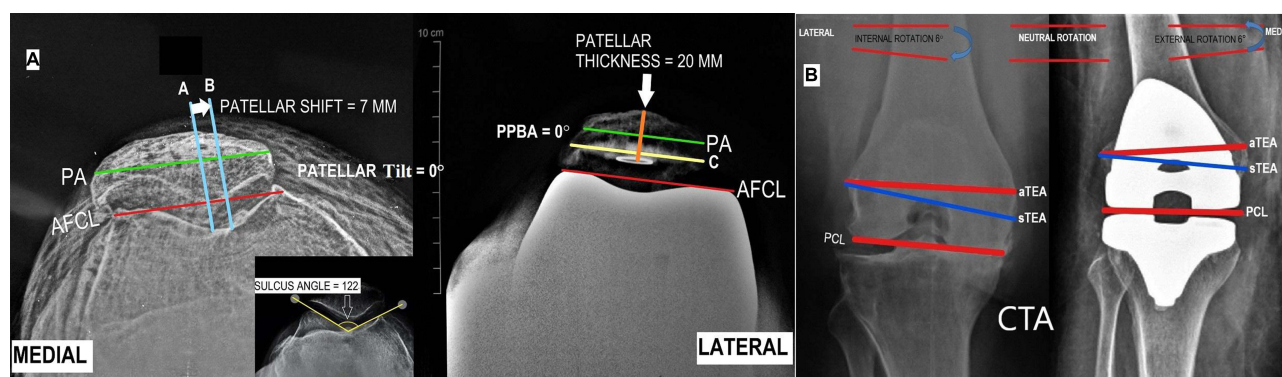 A
A
B
PATELLAR SHIFT = 7 MM
PA
PATELLAR Tilt = 0°
AFCL
SULCUS ANGLE = 122
MEDIAL
10 cm
PATELLAR
THICKNESS = 20 MM
PPBA = 0°
PA
C
AFCL
LATERAL
LATERAL
INTERNAL ROTATION 6°
NEUTRAL ROTATION
EXTERNAL ROTATION 6°
MED
B
aTEA
sTEA
PCL
CTA
aTEA
sTEA
PCL